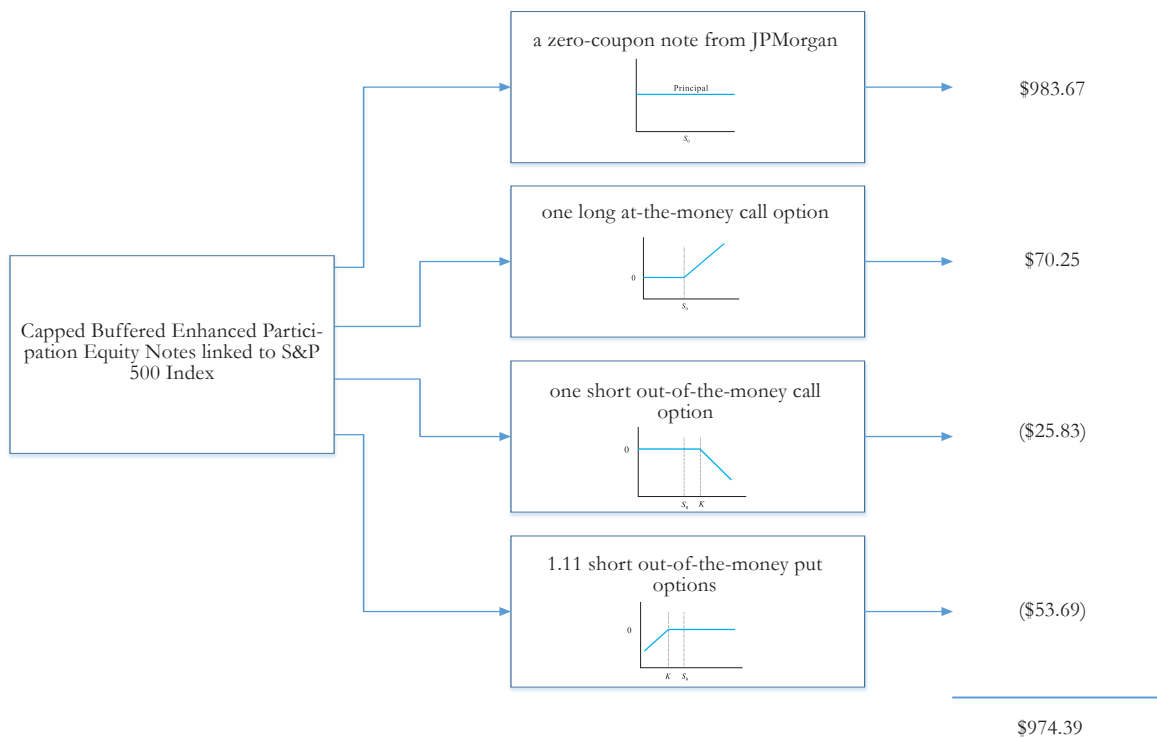 a zero-coupon note from JPMorgan
Principal
S0
$983.67
one long at-the-money call option
0
S0
$70.25
Capped Buffered Enhanced Partici-
pation Equity Notes linked to S&P
500 Index
one short out-of-the-money call
option
0
S0 K
($25.83)
1.11 short out-of-the-money put
options
0
K S0
($53.69)
$974.39